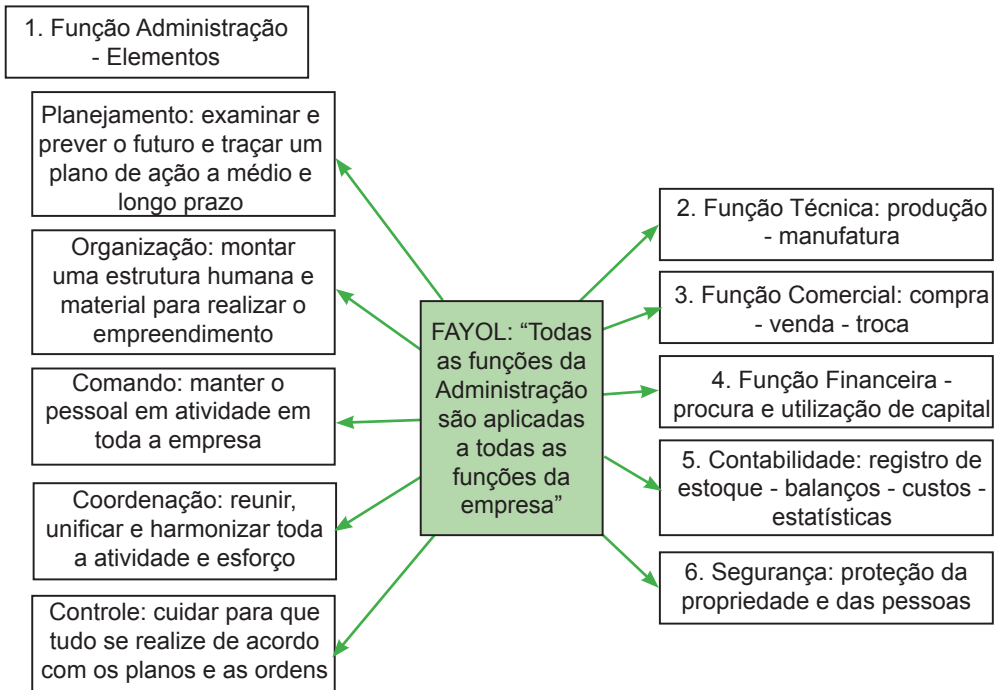 1. Função Administração
- Elementos
Planejamento: examinar e
prever o futuro e traçar um
plano de ação a médio e
longo prazo
Organização: montar
uma estrutura humana e
material para realizar o
empreendimento
Comando: manter o
pessoal em atividade em
toda a empresa
Coordenação: reunir,
unificar e harmonizar toda
a atividade e esforço
Controle: cuidar para que
tudo se realize de acordo
com os planos e as ordens
FAYOL: “Todas
as funções da
Administração
são aplicadas
a todas as
funções da
empresa”
2. Função Técnica: produção
- manufatura
3. Função Comercial: compra
- venda - troca
4. Função Financeira -
procura e utilização de capital
5. Contabilidade: registro de
estoque - balanços - custos -
estatísticas
6. Segurança: proteção da
propriedade e das pessoas